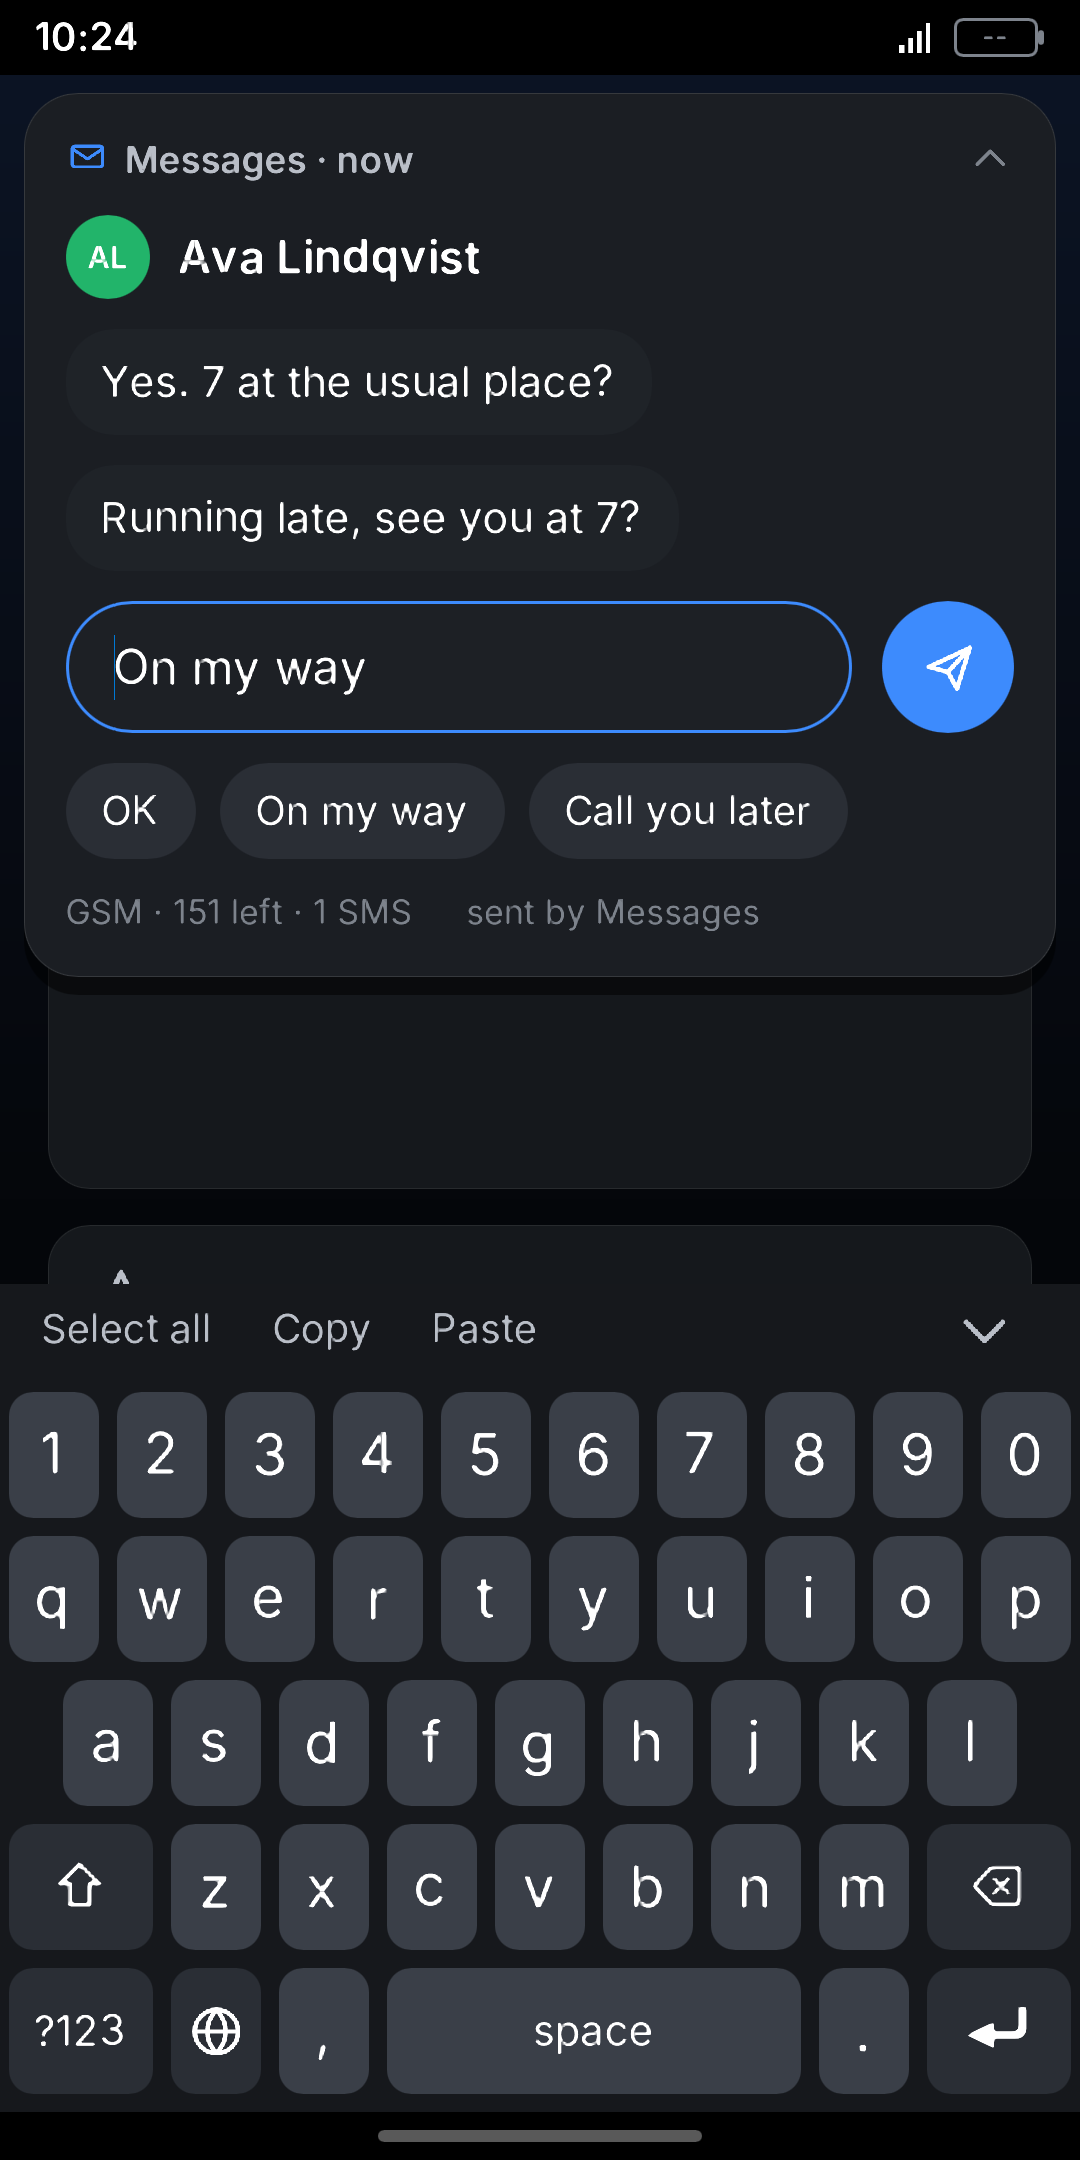 10:24
--
Messages · now
AL
Ava Lindqvist
Yes. 7 at the usual place?
Running late, see you at 7?
On my way
OK On my way Call you later
GSM · 151 left · 1 SMS sent by Messages
Select all Copy Paste
1 2 3 4 5 6 7 8 9 0
q w e r t y u i o p
a s d f g h j k l
z x c v b n m
?123 , space .